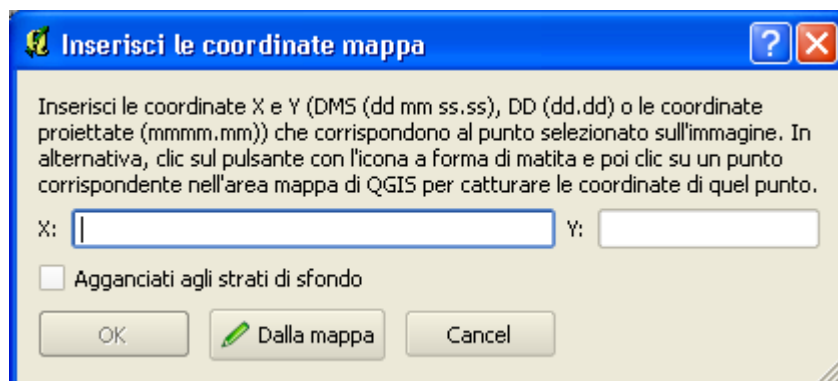 Inserisci le coordinate mappa
Inserisci le coordinate X e Y (DMS (dd mm ss.ss), DD (dd.dd) o le coordinate
proiettate (mmmm.mm)) che corrispondono al punto selezionato sull'immagine. In
alternativa, clic sul pulsante con l'icona a forma di matita e poi clic su un punto
corrispondente nell'area mappa di QGIS per catturare le coordinate di quel punto.
X: Y:
Agganciati agli strati di sfondo
OK Dalla mappa Cancel